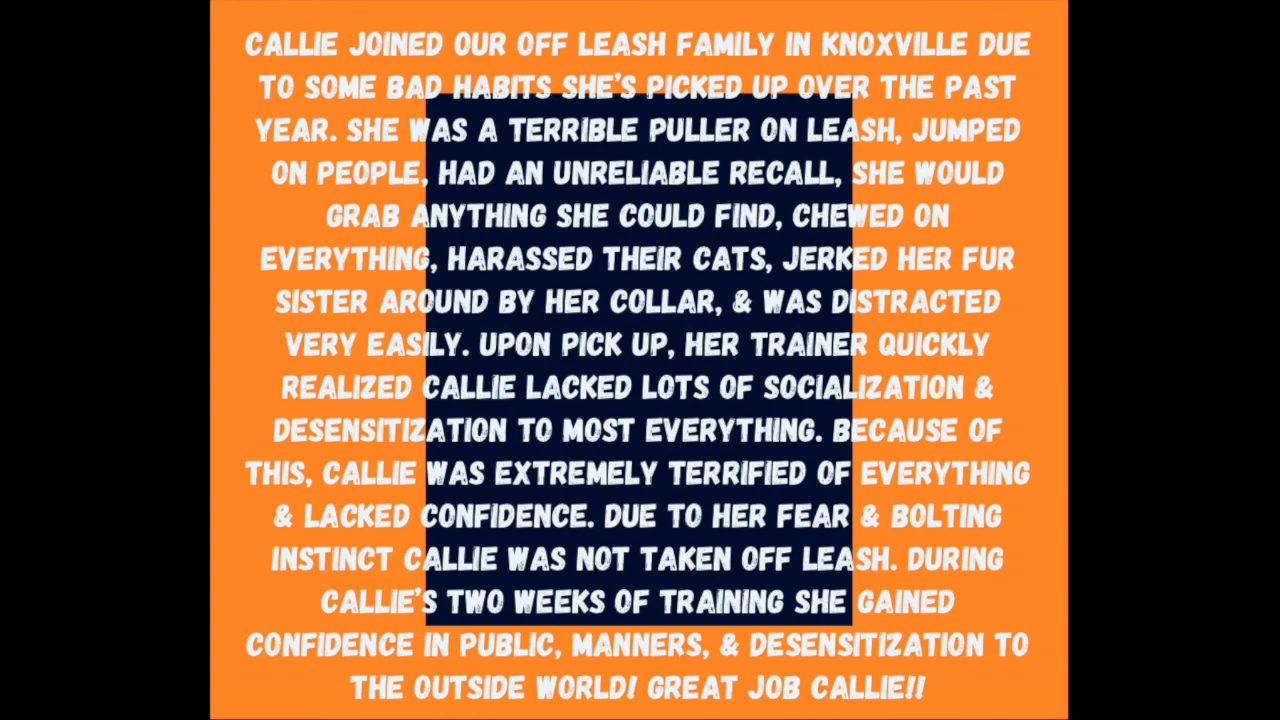 CALLIE JOINED OUR OFF LEASH FAMILY IN KNOXVILLE DUE
TO SOME BAD HABITS SHE'S PICKED UP OVER THE PAST
YEAR. SHE WAS A TERRIBLE PULLER ON LEASH, JUMPED
ON PEOPLE, HAD AN UNRELIABLE RECALL, SHE WOULD
GRAB ANYTHING SHE COULD FIND, CHEWED ON
EVERYTHING, HARASSED THEIR CATS, JERKED HER FUR
SISTER AROUND BY HER COLLAR, & WAS DISTRACTED
VERY EASILY. UPON PICK UP, HER TRAINER QUICKLY
REALIZED CALLIE LACKED LOTS OF SOCIALIZATION &
DESENSITIZATION TO MOST EVERYTHING. BECAUSE OF
THIS, CALLIE WAS EXTREMELY TERRIFIED OF EVERYTHING
& LACKED CONFIDENCE. DUE TO HER FEAR & BOLTING
INSTINCT CALLIE WAS NOT TAKEN OFF LEASH. DURING
CALLIE'S TWO WEEKS OF TRAINING SHE GAINED
CONFIDENCE IN PUBLIC, MANNERS, & DESENSITIZATION TO
THE OUTSIDE WORLD! GREAT JOB CALLIE!!